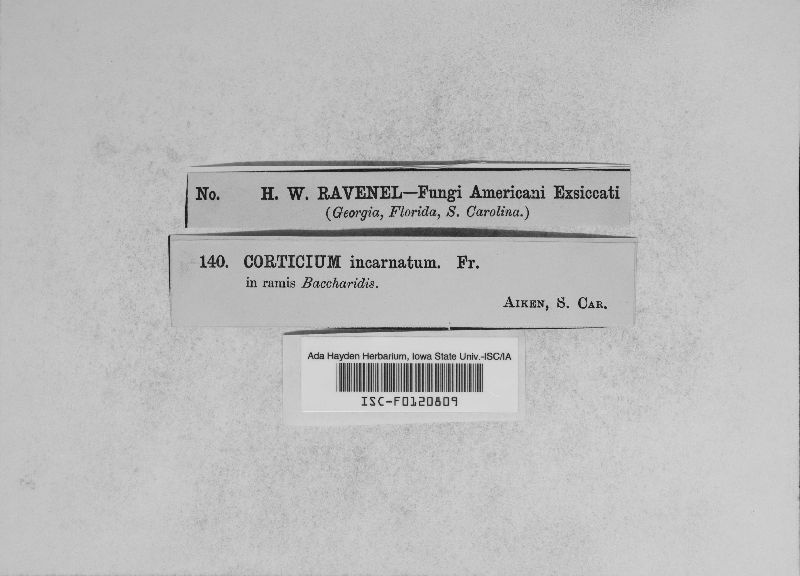 No. H. W. RAVENEL—Fungi Americani Exsiccati
(Georgia, Florida, S. Carolina.)
140. CORTICIUM incarnatum. Fr.
in ramis Baccharidis.
AIKEN, S. CAR.
Ada Hayden Herbarium, Iowa State Univ.-ISC/IA
ISC-F0120809